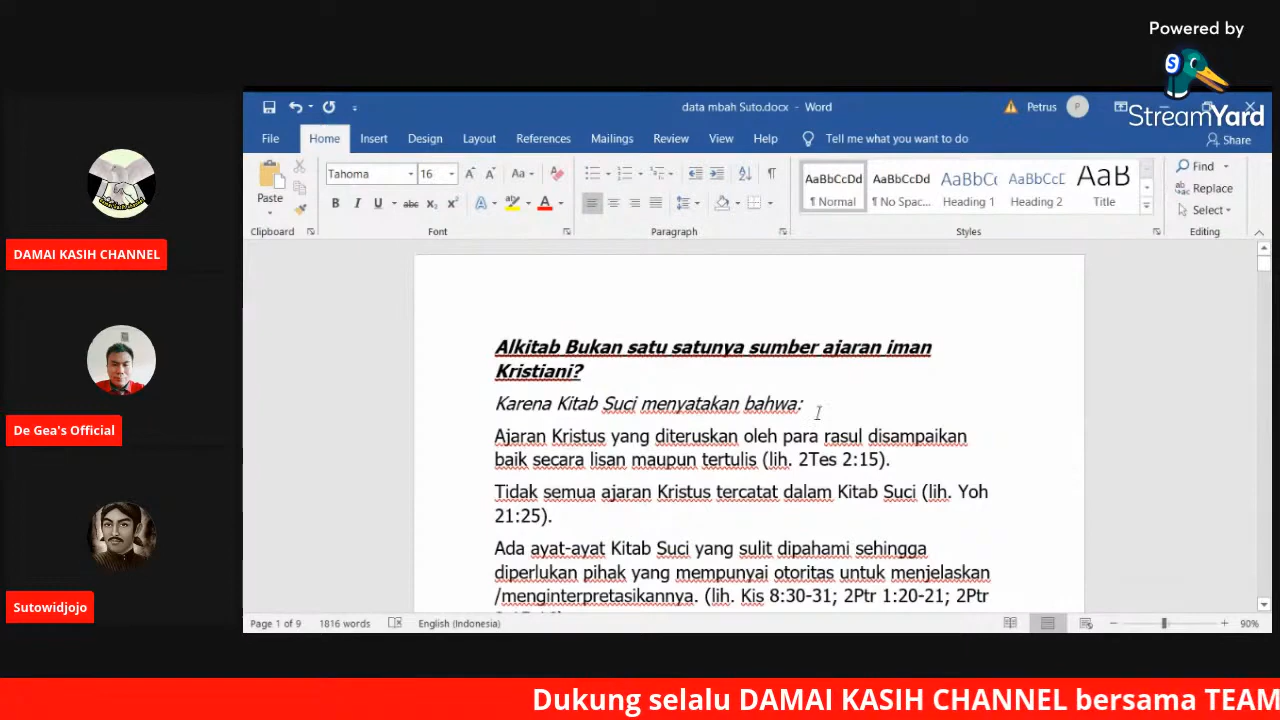 Powered by
StreamYard
data mbah Suto.docx - Word
Petrus
P
File
Home
Insert
Design
Layout
References
Mailings
Review
View
Help
Tell me what you want to do
Share
Paste
Tahoma
16
AaBbCcDd
¶ Normal
AaBbCcDd
¶ No Spac...
AaBbCc
Heading 1
AaBbCcE
Heading 2
AaB
Title
Find
Replace
Select
Clipboard
Font
Paragraph
Styles
Editing
DAMAI KASIH CHANNEL
De Gea's Official
Sutowidjojo
Alkitab Bukan satu satunya sumber ajaran iman
Kristiani?
Karena Kitab Suci menyatakan bahwa:
Ajaran Kristus yang diteruskan oleh para rasul disampaikan
baik secara lisan maupun tertulis (lih. 2Tes 2:15).
Tidak semua ajaran Kristus tercatat dalam Kitab Suci (lih. Yoh
21:25).
Ada ayat-ayat Kitab Suci yang sulit dipahami sehingga
diperlukan pihak yang mempunyai otoritas untuk menjelaskan
/menginterpretasikannya. (lih. Kis 8:30-31; 2Ptr 1:20-21; 2Ptr
Page 1 of 9
1816 words
English (Indonesia)
90%
Dukung selalu DAMAI KASIH CHANNEL bersama TEAM